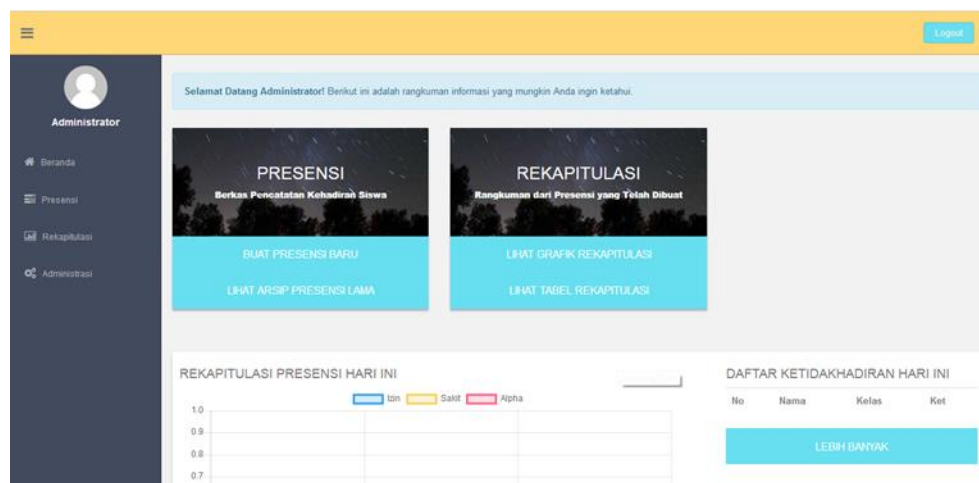 Logout
Selamat Datang Administrator! Berikut ini adalah rangkuman informasi yang mungkin Anda ingin ketahui.
Administrator
Beranda
Presensi
Rekapitulasi
Administrasi
PRESENSI
Berkas Pencatatan Kehadiran Siswa
BUAT PRESENSI BARU
LIHAT ARSIP PRESENSI LAMA
REKAPITULASI
Rangkuman dari Presensi yang Telah Dibuat
LIHAT GRAFIK REKAPITULASI
LIHAT TABEL REKAPITULASI
REKAPITULASI PRESENSI HARI INI
Izin Sakit Alpha
1.0
0.9
0.8
0.7
DAFTAR KETIDAKHADIRAN HARI INI
No Nama Kelas Ket
LEBIH BANYAK